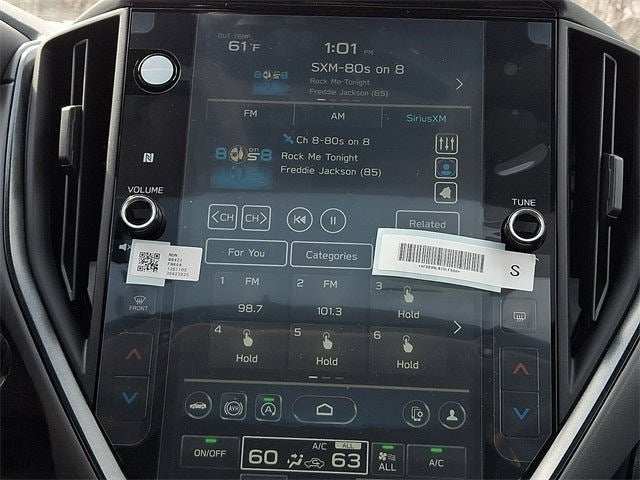 OUT TEMP.
61°F
1:01 PM
SXM-80s on 8
Rock Me Tonight
Freddie Jackson (85)
FM AM SiriusXM
Ch 8-80s on 8
Rock Me Tonight
Freddie Jackson (85)
VOLUME
TUNE
CH CH
Related
For You Categories
S
1 FM 2 FM 3
98.7 101.3 Hold
4 5 6
Hold Hold Hold
FRONT
AVH
A
A/C ALL
ON/OFF 60 63 ALL A/C